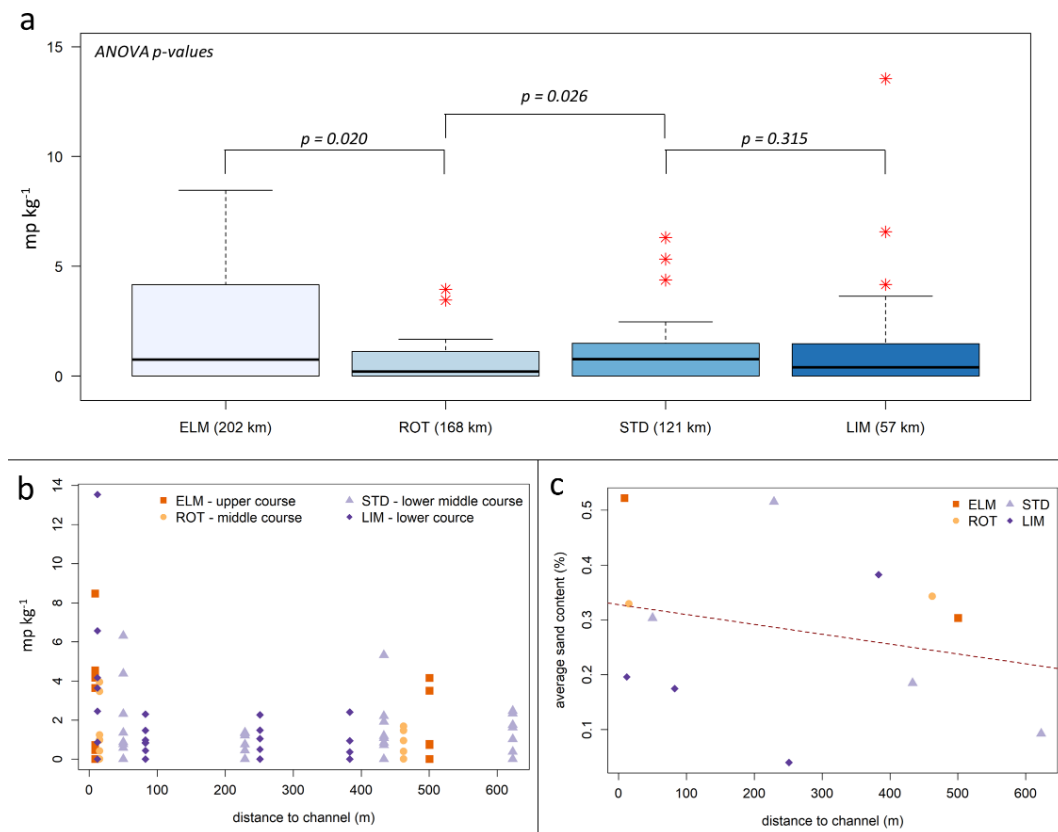 a
ANOVA p-values
p = 0.020
p = 0.026
p = 0.315
mp kg⁻¹
15
10
5
0
ELM (202 km) ROT (168 km) STD (121 km) LIM (57 km)
b
ELM - upper course STD - lower middle course
ROT - middle course LIM - lower cource
mp kg⁻¹
14
12
10
8
6
4
2
0
0 100 200 300 400 500 600
distance to channel (m)
c
ELM STD
ROT LIM
average sand content (%)
0.5
0.4
0.3
0.2
0.1
0 100 200 300 400 500 600
distance to channel (m)